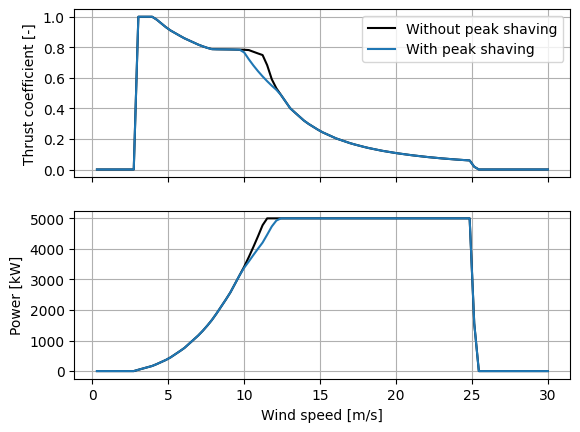 Thrust coefficient [-]
1.0
0.8
0.6
0.4
0.2
0.0
Without peak shaving
With peak shaving
Power [kW]
5000
4000
3000
2000
1000
0
0 5 10 15 20 25 30
Wind speed [m/s]